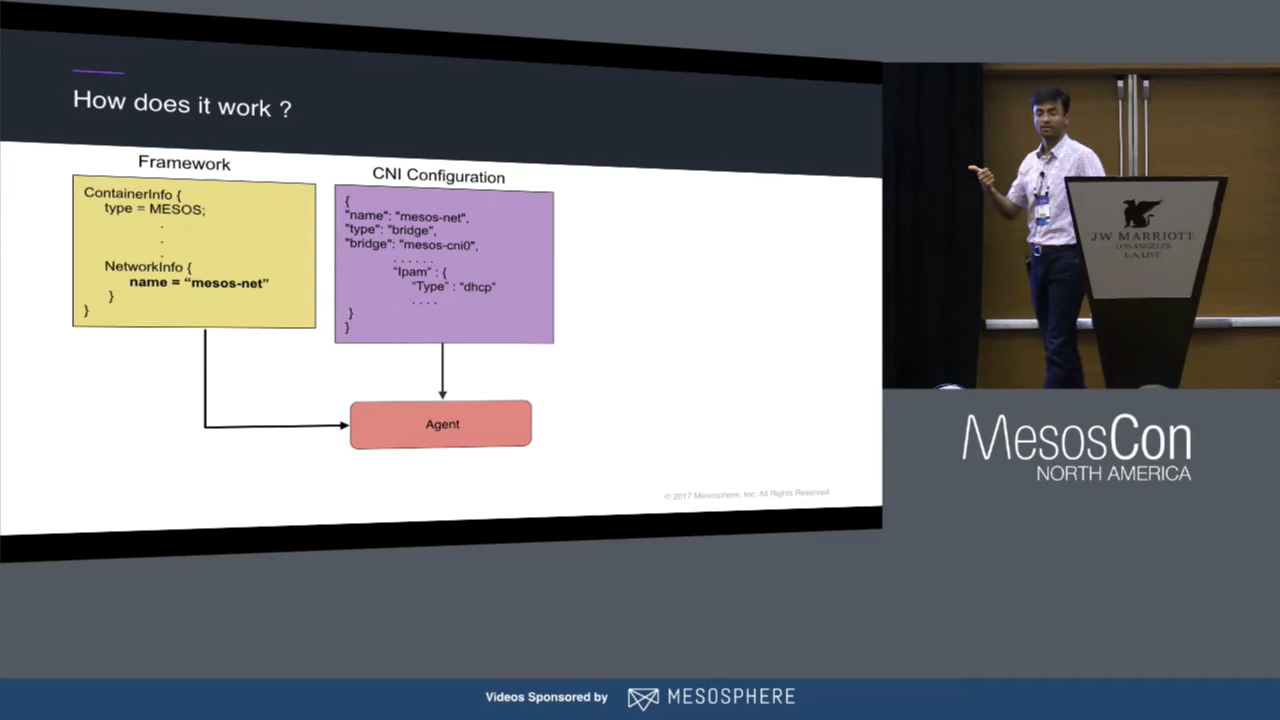 How does it work ?
Framework
ContainerInfo {
type = MESOS;
.
.
.
NetworkInfo {
name = “mesos-net”
}
}
CNI Configuration
{
"name": "mesos-net",
"type": "bridge",
"bridge": "mesos-cni0",
. . . . . .
“Ipam” : {
“Type” : “dhcp”
. . . .
}
}
Agent
© 2017 Mesosphere, Inc. All Rights Reserved.
JW MARRIOTT
LOS ANGELES
L.A. LIVE
MesosCon
NORTH AMERICA
Videos Sponsored by
MESOSPHERE